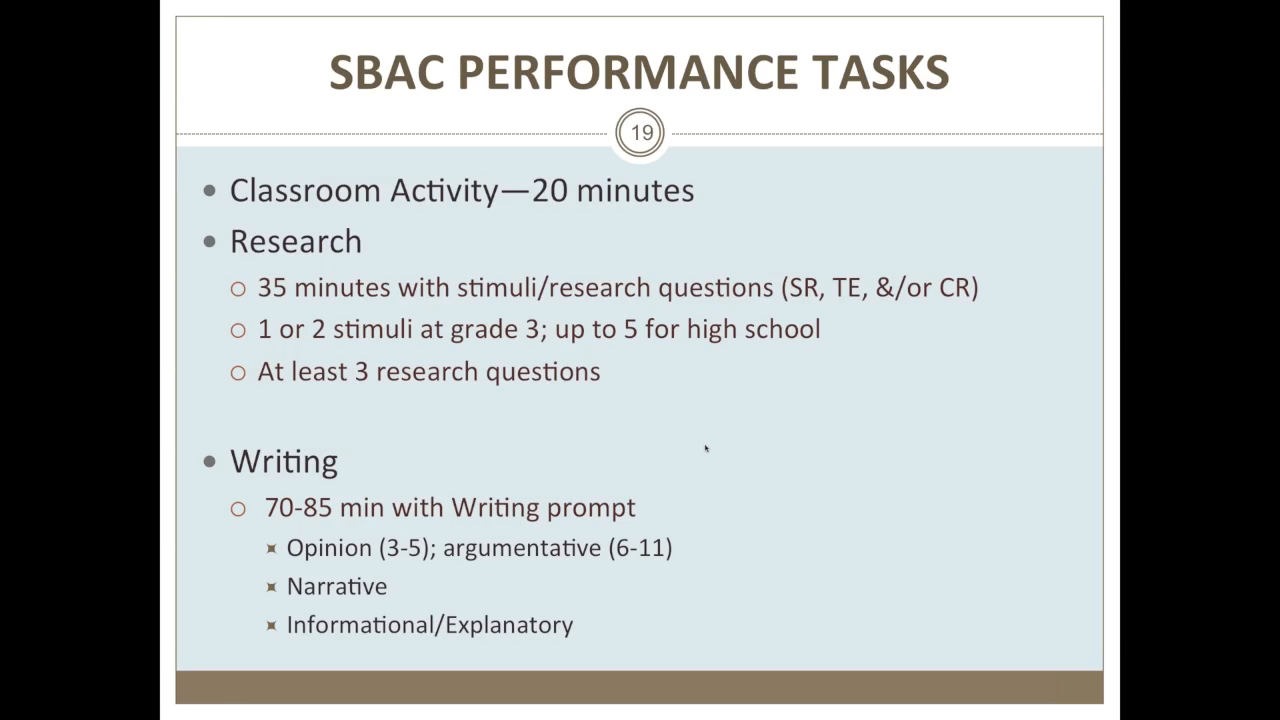 SBAC PERFORMANCE TASKS
19
Classroom Activity—20 minutes
Research
35 minutes with stimuli/research questions (SR, TE, &/or CR)
1 or 2 stimuli at grade 3; up to 5 for high school
At least 3 research questions
Writing
70-85 min with Writing prompt
Opinion (3-5); argumentative (6-11)
Narrative
Informational/Explanatory